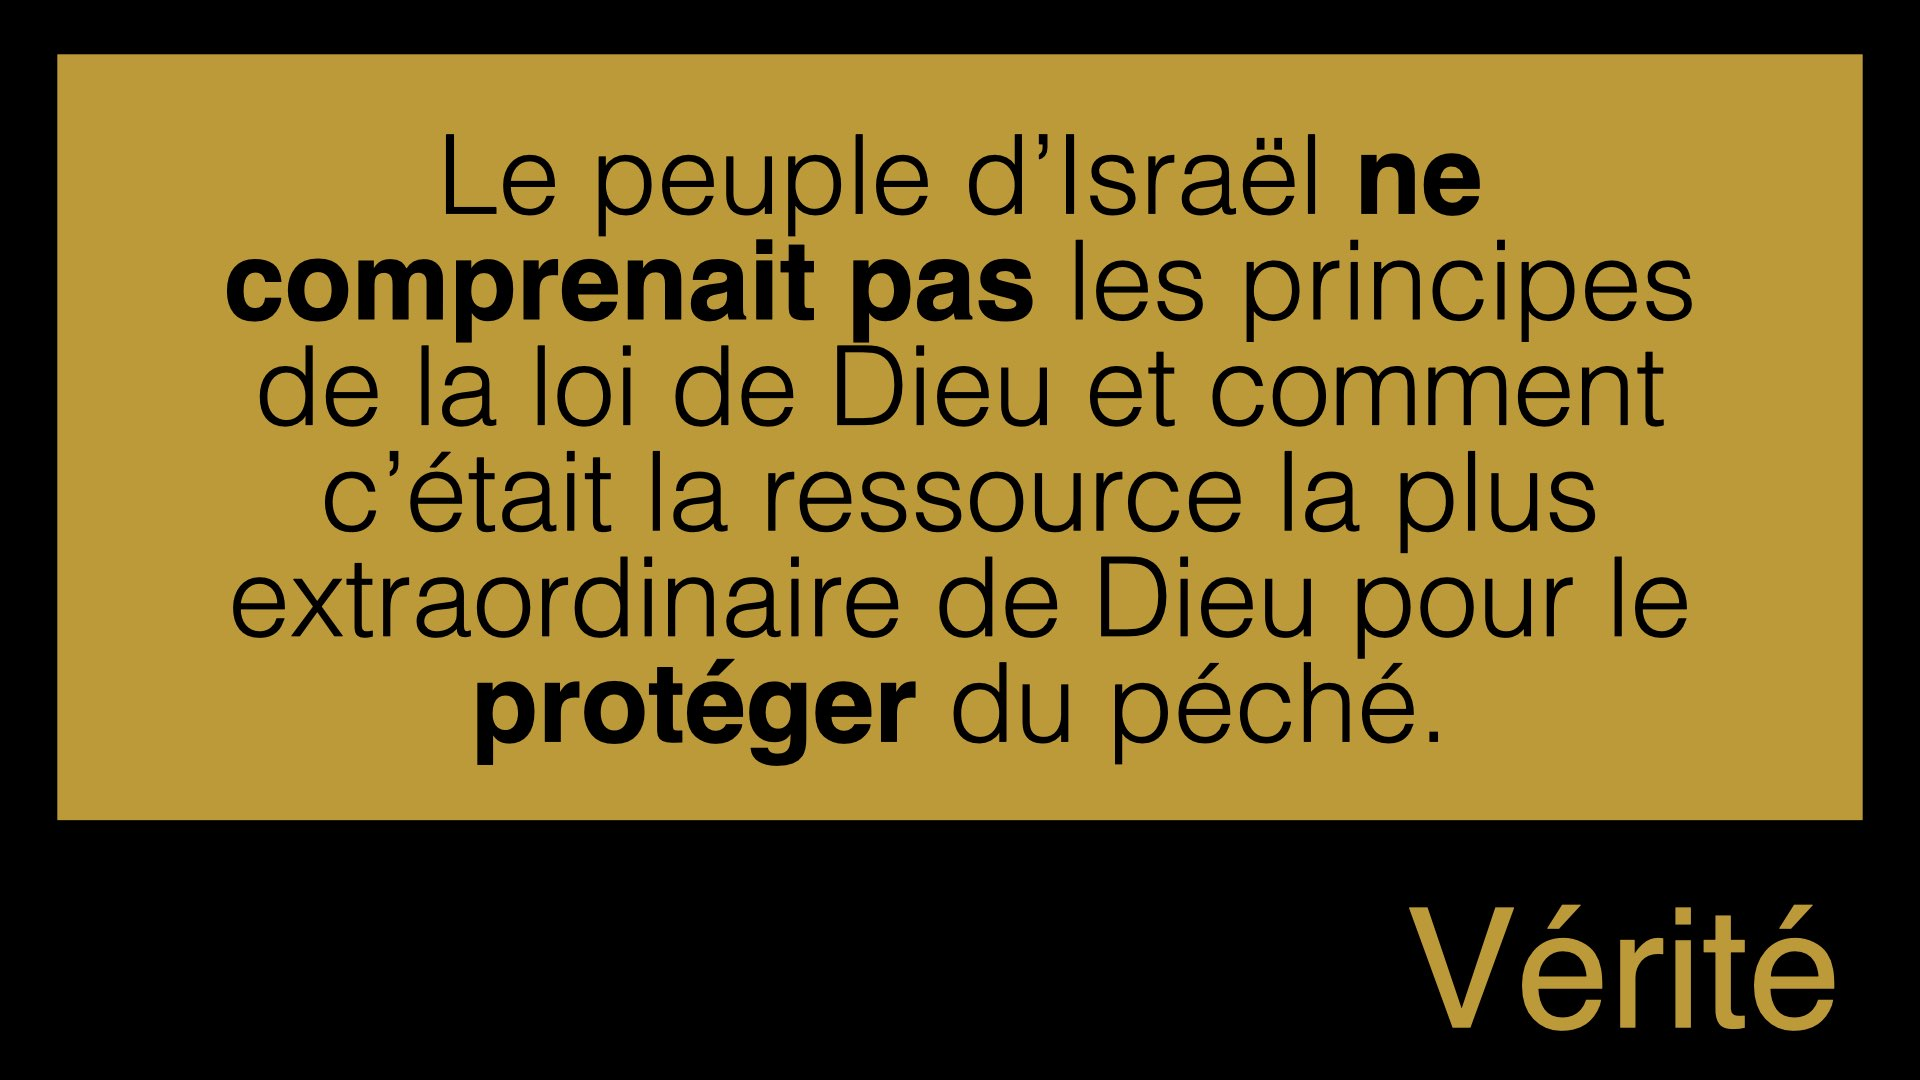 Le peuple d’Israël ne
comprenait pas les principes
de la loi de Dieu et comment
c’était la ressource la plus
extraordinaire de Dieu pour le
protéger du péché.
Vérité